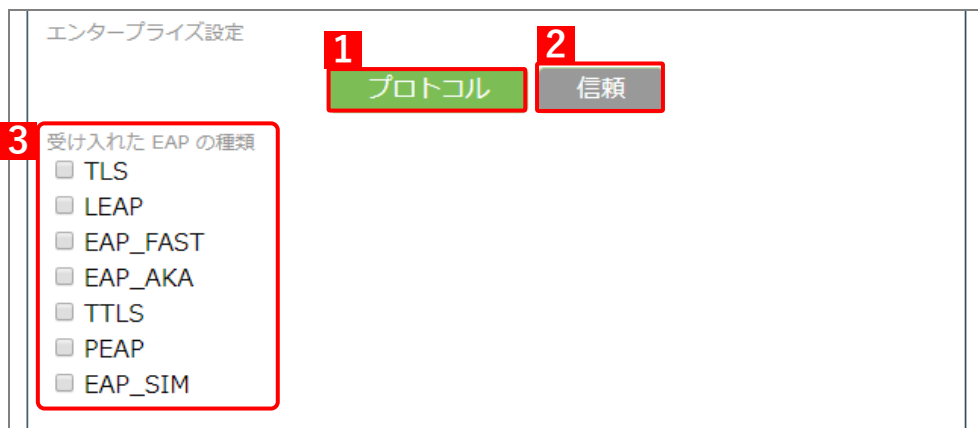 エンタープライズ設定
1 2
プロトコル 信頼
3 受け入れた EAP の種類
TLS
LEAP
EAP_FAST
EAP_AKA
TTLS
PEAP
EAP_SIM